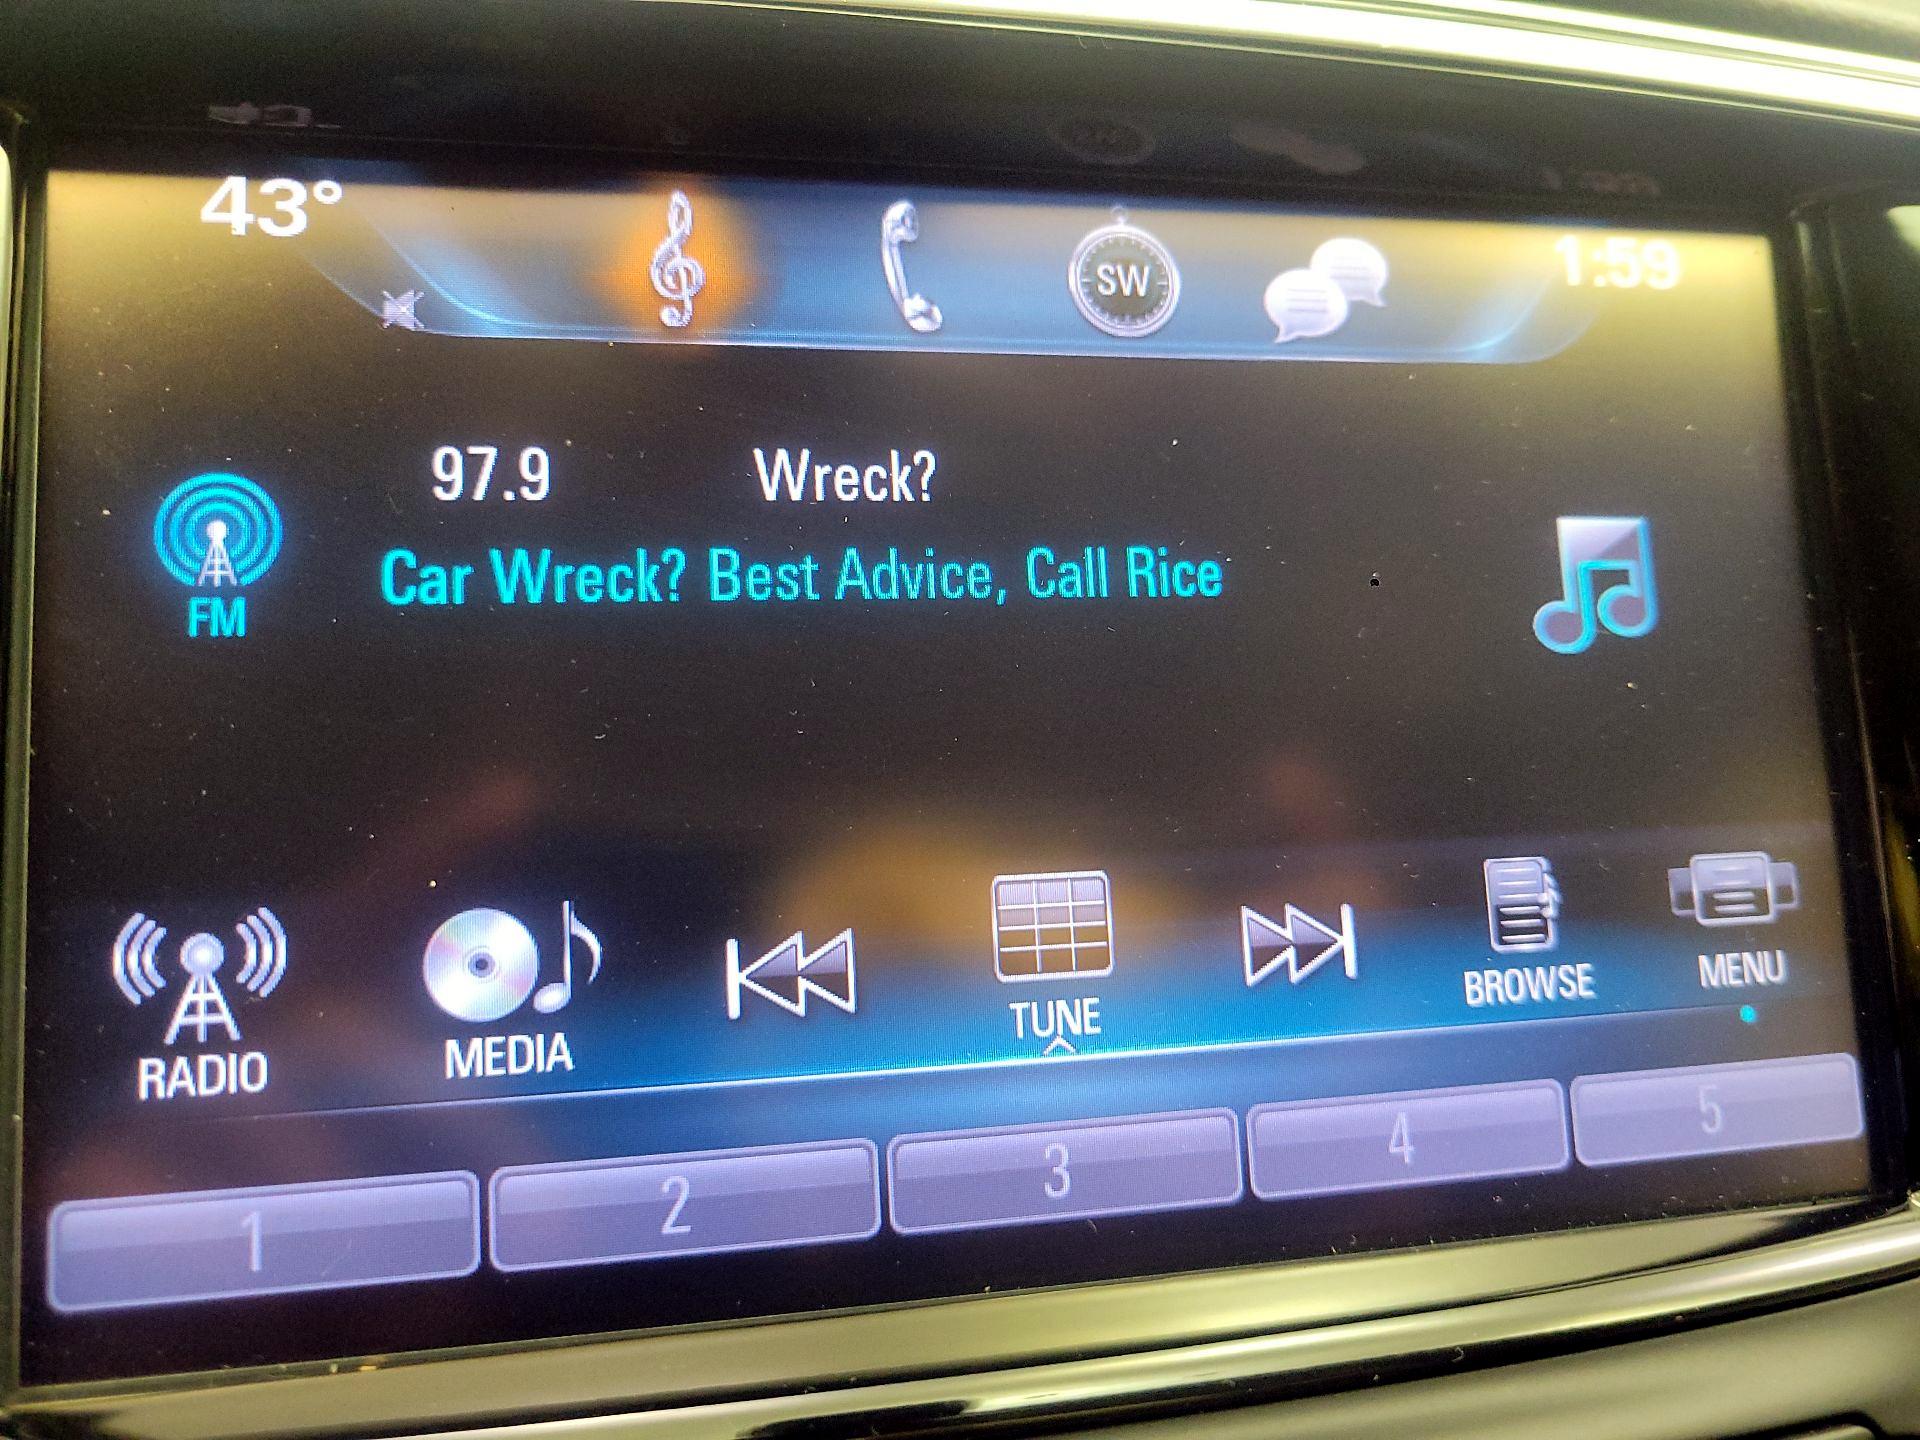 43°
SW
1:59
97.9 Wreck?
FM
Car Wreck? Best Advice, Call Rice
RADIO
MEDIA
TUNE
BROWSE
MENU
1
2
3
4
5